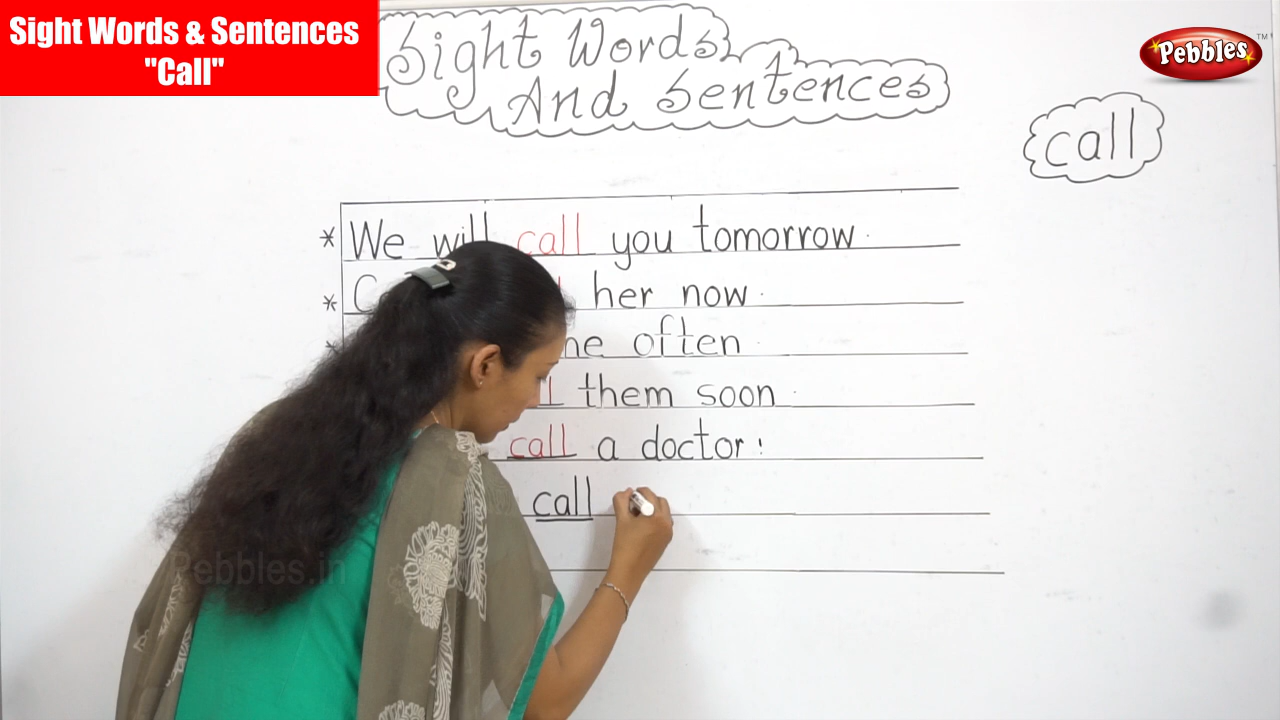 Sight Words & Sentences
"Call"
Sight Words
And Sentences
Pebbles
TM
call
* We will call you tomorrow.
* her now.
* often.
them soon.
call a doctor!
call
Pebbles.in